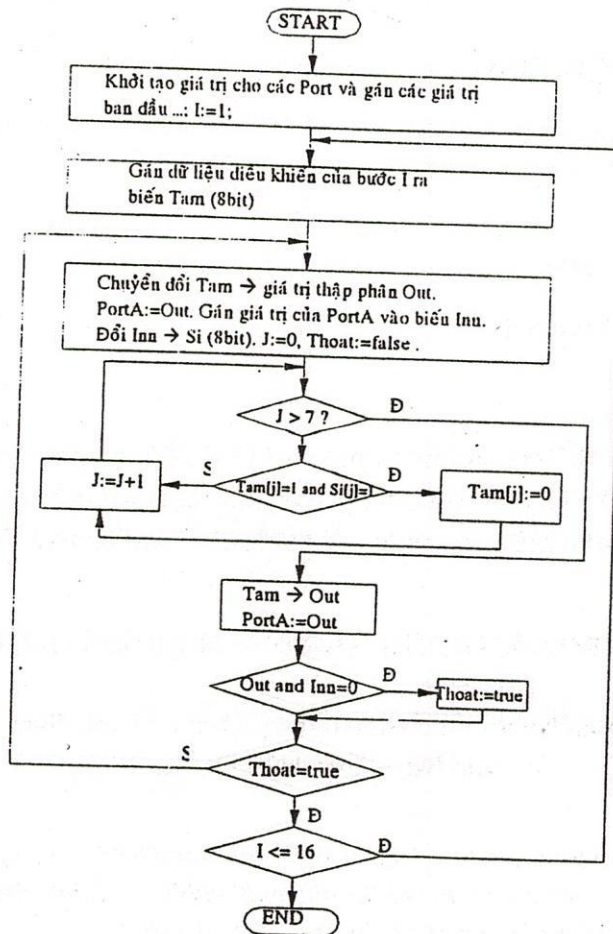 START
Khởi tạo giá trị cho các Port và gán các giá trị
ban đầu ...; I:=1;
Gán dữ liệu điều khiển của bước I ra
biến Tam (8bit)
Chuyển đổi Tam → giá trị thập phân Out.
PortA:=Out. Gán giá trị của PortA vào biến Inn.
Đổi Inn → Si (8bit). J:=0, Thoat:=false .
J > 7 ?
Đ
J:=J+1
S
Tam[j]=1 and Si[j]=1
Đ
Tam[j]:=0
Tam → Out
PortA:=Out
Out and Inn=0
Đ
Thoat:=true
S
Thoat=true
Đ
I <= 16
Đ
END